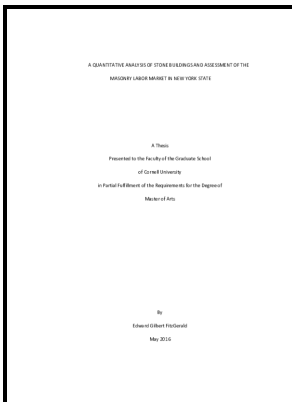 A QUANTITATIVE ANALYSIS OF STONE BUILDINGS AND ASSESSMENT OF THE
MASONRY LABOR MARKET IN NEW YORK STATE
A Thesis
Presented to the Faculty of the Graduate School
of Cornell University
in Partial Fulfillment of the Requirements for the Degree of
Master of Arts
By
Edward Gilbert FitzGerald
May 2016